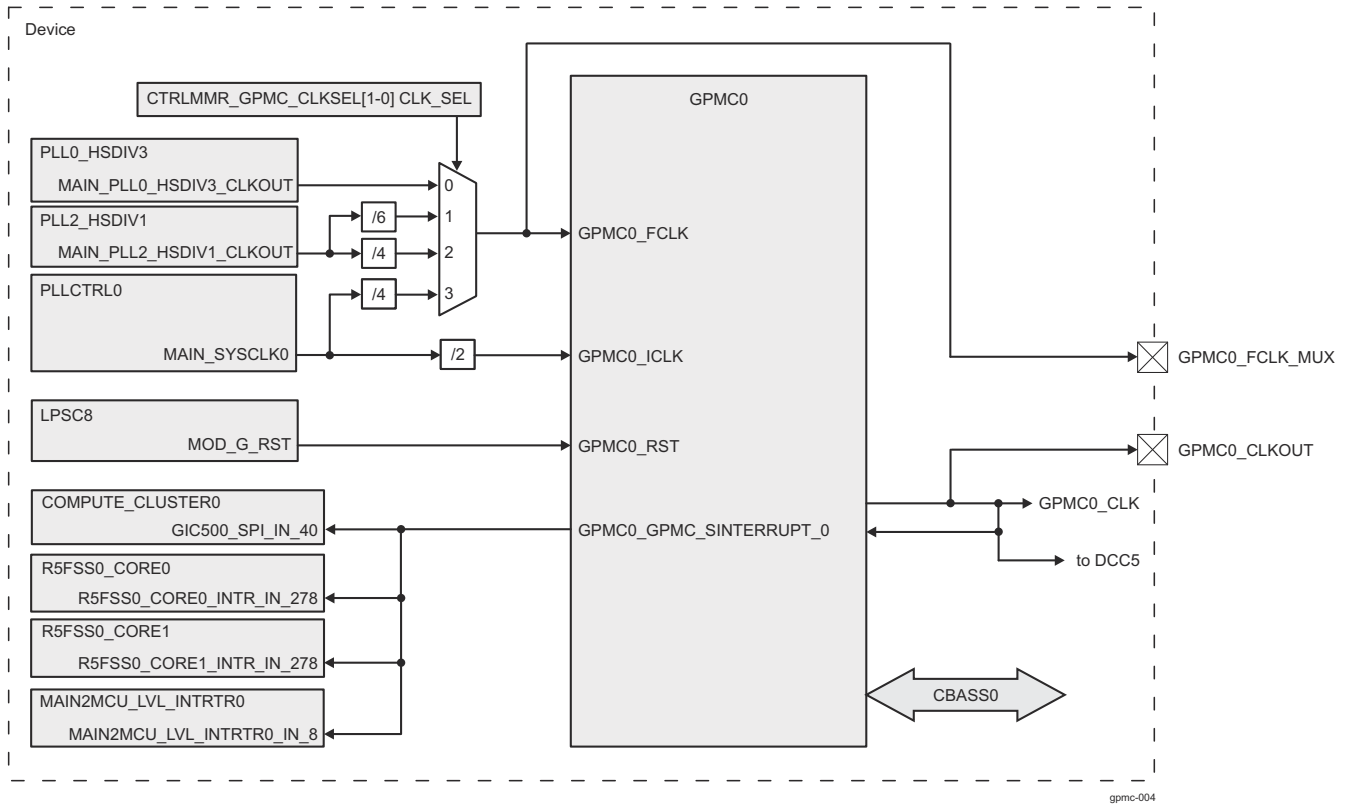 Device
CTRLMMR_GPMC_CLKSEL[1-0] CLK_SEL
GPMC0
PLL0_HSDIV3
MAIN_PLL0_HSDIV3_CLKOUT
0
PLL2_HSDIV1
/6
1
MAIN_PLL2_HSDIV1_CLKOUT
/4
2
GPMC0_FCLK
PLLCTRL0
/4
3
MAIN_SYSCLK0
/2
GPMC0_ICLK
GPMC0_FCLK_MUX
LPSC8
MOD_G_RST
GPMC0_RST
GPMC0_CLKOUT
COMPUTE_CLUSTER0
GIC500_SPI_IN_40
GPMC0_GPMC_SINTERRUPT_0
GPMC0_CLK
to DCC5
R5FSS0_CORE0
R5FSS0_CORE0_INTR_IN_278
R5FSS0_CORE1
R5FSS0_CORE1_INTR_IN_278
MAIN2MCU_LVL_INTRTR0
MAIN2MCU_LVL_INTRTR0_IN_8
CBASS0
gpmc-004